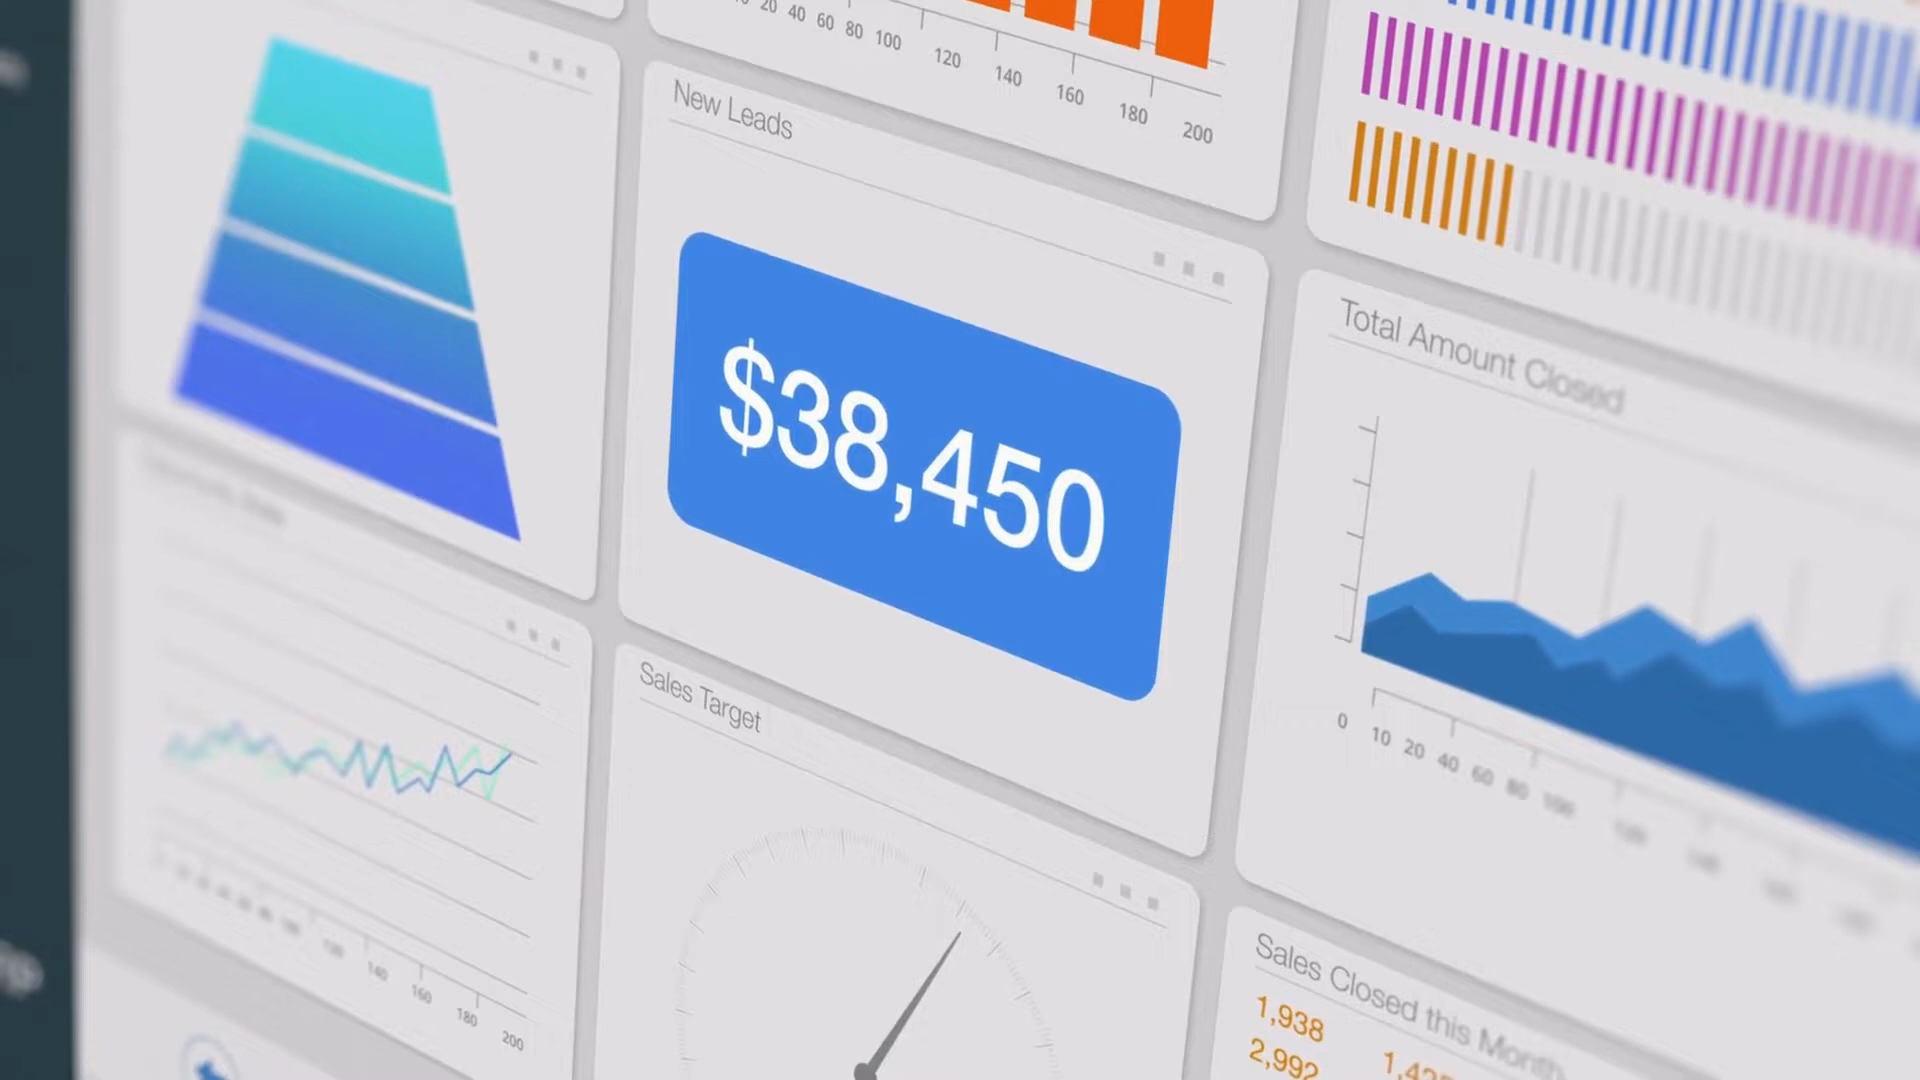 20 40 60 80 100 120 140 160 180 200
New Leads
$38,450
Total Amount Closed
0 10 20 40 60 80 100
Sales Target
140 160 180 200
Sales Closed this Month
1,938
2,992